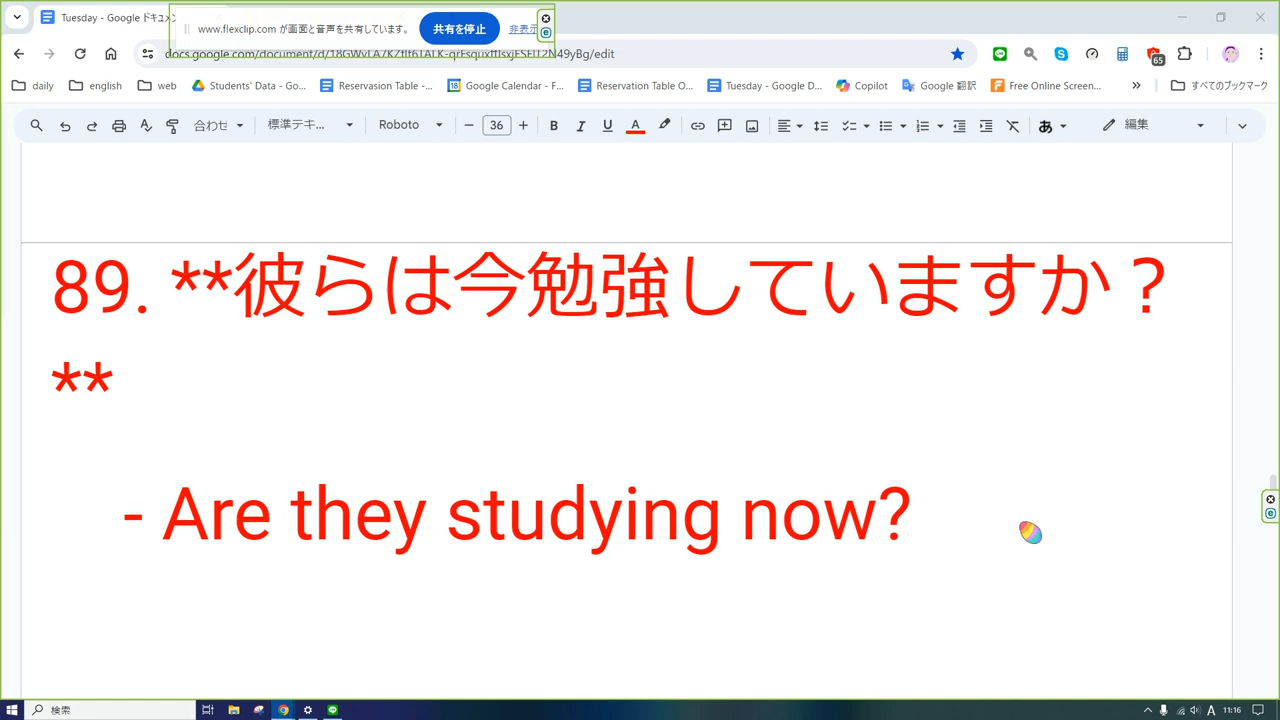 Tuesday - Google ドキュメン
www.flexclip.com が画面と音声を共有しています。
共有を停止
非表示
docs.google.com/document/d/
49yBg/edit
daily
english
web
Students' Data - Go...
Reservasion Table -...
Google Calendar - F...
Reservation Table O...
Tuesday - Google D...
Copilot
Google 翻訳
Free Online Screen...
»
すべてのブックマーク
65
合わせ
標準テキ...
Roboto
36
B
I
U
A
あ
編集
89. **彼らは今勉強していますか？
**
- Are they studying now?
検索
A
11:16